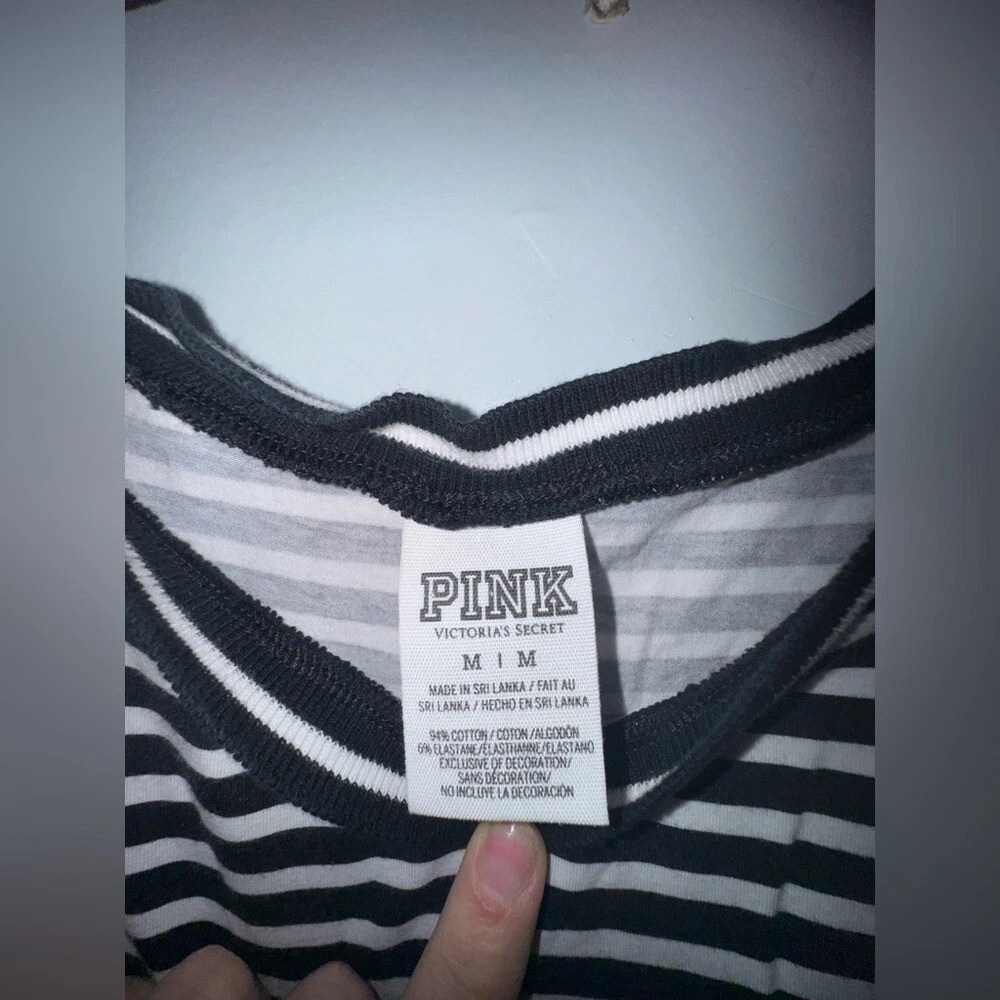 PINK
VICTORIA'S SECRET
M | M
MADE IN SRI LANKA / FAIT AU
SRI LANKA / HECHO EN SRI LANKA
94% COTTON / COTON /ALGODÓN
6% ELASTANE/ÉLASTHANNE/ELASTANO
EXCLUSIVE OF DECORATION/
SANS DÉCORATION/
NO INCLUYE LA DECORACIÓN